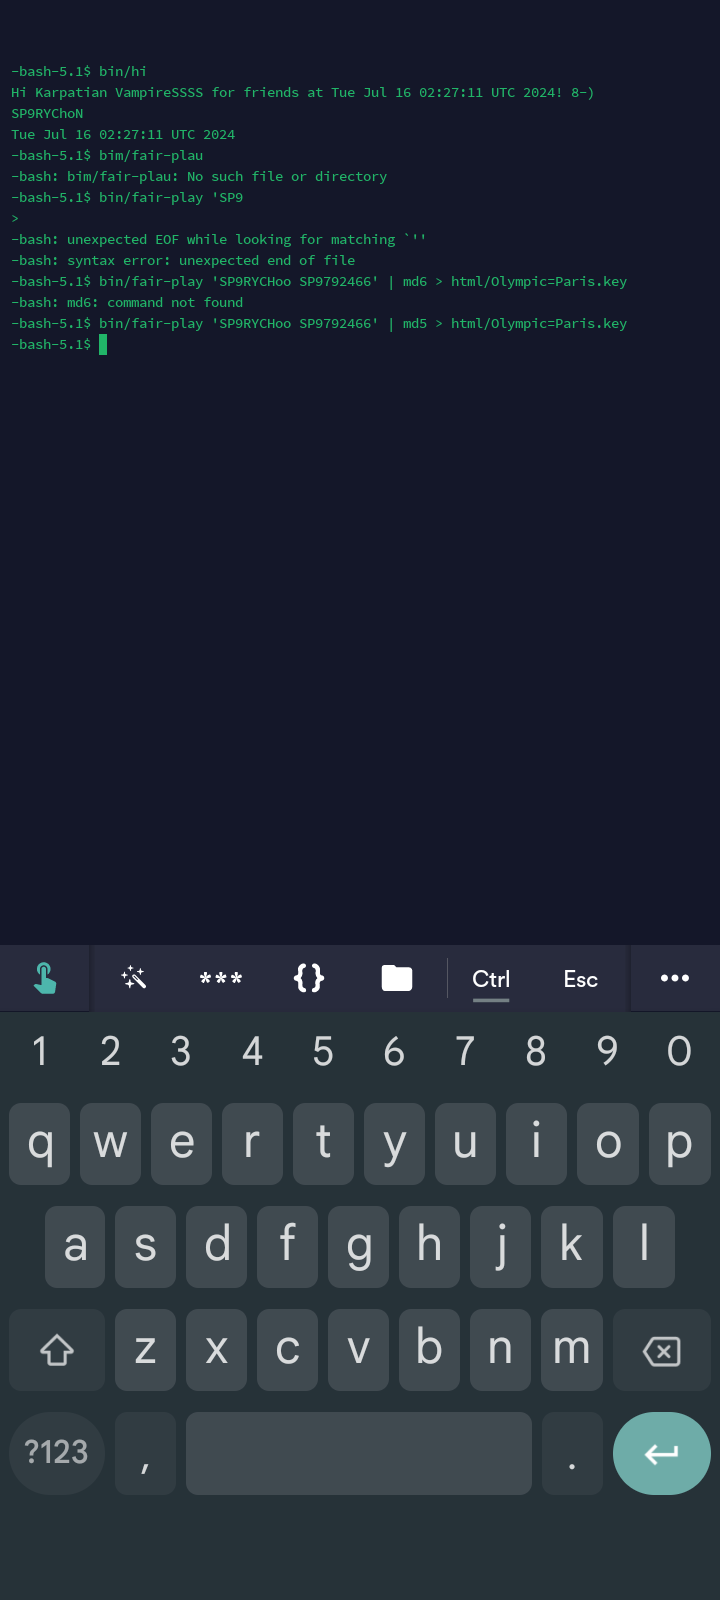 -bash-5.1$ bin/hi
Hi Karpatian VampireSSSS for friends at Tue Jul 16 02:27:11 UTC 2024! 8-)
SP9RYChoN
Tue Jul 16 02:27:11 UTC 2024
-bash-5.1$ bim/fair-plau
-bash: bim/fair-plau: No such file or directory
-bash-5.1$ bin/fair-play 'SP9
>
-bash: unexpected EOF while looking for matching `''
-bash: syntax error: unexpected end of file
-bash-5.1$ bin/fair-play 'SP9RYCHoo SP9792466' | md6 > html/Olympic=Paris.key
-bash: md6: command not found
-bash-5.1$ bin/fair-play 'SP9RYCHoo SP9792466' | md5 > html/Olympic=Paris.key
-bash-5.1$
*** {} Ctrl Esc
1 2 3 4 5 6 7 8 9 0
q w e r t y u i o p
a s d f g h j k l
z x c v b n m
?123 , .